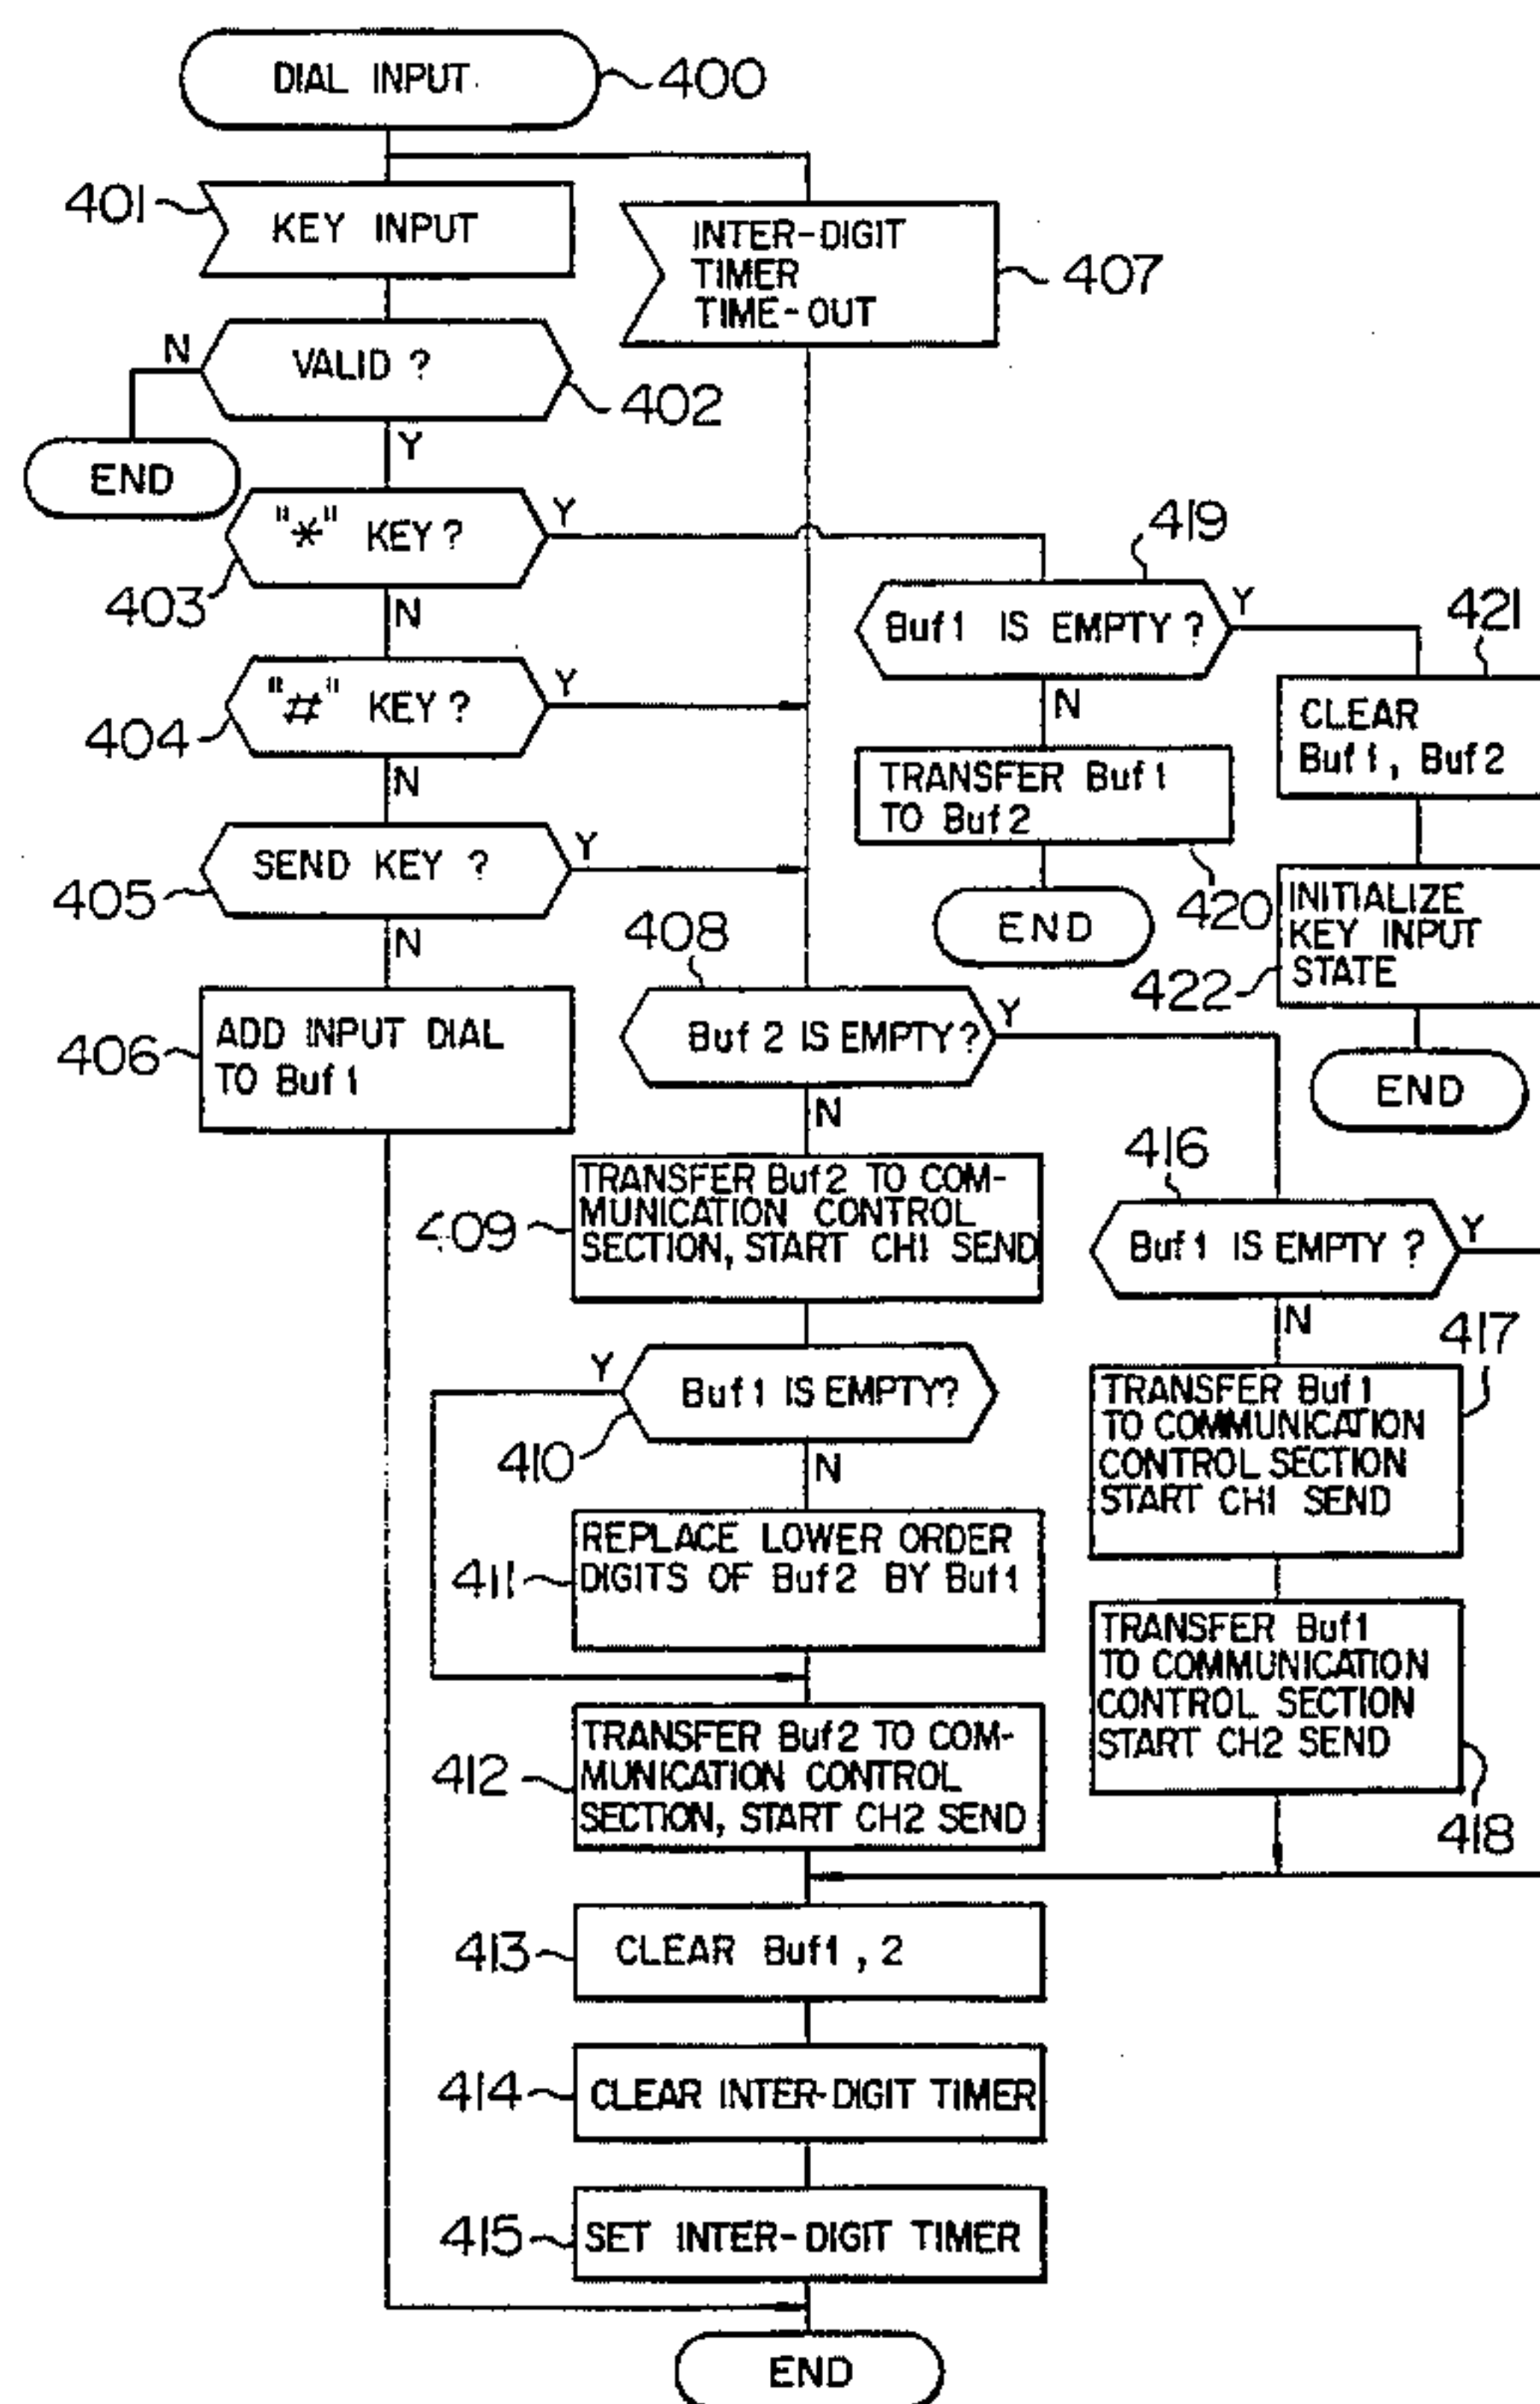 DIAL INPUT
400
401
KEY INPUT
INTER-DIGIT
TIMER
TIME-OUT
407
N
VALID ?
402
Y
END
"*" KEY ?
Y
403
N
419
Buf1 IS EMPTY ?
Y
421
"#" KEY ?
Y
404
N
N
CLEAR
Buf1, Buf2
TRANSFER Buf1
TO Buf2
420
SEND KEY ?
Y
405
N
END
INITIALIZE
KEY INPUT
STATE
422
END
408
Buf 2 IS EMPTY?
Y
N
406
ADD INPUT DIAL
TO Buf1
409
TRANSFER Buf2 TO COM-
MUNICATION CONTROL
SECTION, START CH1 SEND
416
Buf1 IS EMPTY ?
Y
N
Y
Buf1 IS EMPTY?
410
N
417
TRANSFER Buf1
TO COMMUNICATION
CONTROL SECTION
START CH1 SEND
411
REPLACE LOWER ORDER
DIGITS OF Buf2 BY Buf1
TRANSFER Buf1
TO COMMUNICATION
CONTROL SECTION
START CH2 SEND
418
412
TRANSFER Buf2 TO COM-
MUNICATION CONTROL
SECTION, START CH2 SEND
413
CLEAR Buf1, 2
414
CLEAR INTER-DIGIT TIMER
415
SET INTER-DIGIT TIMER
END